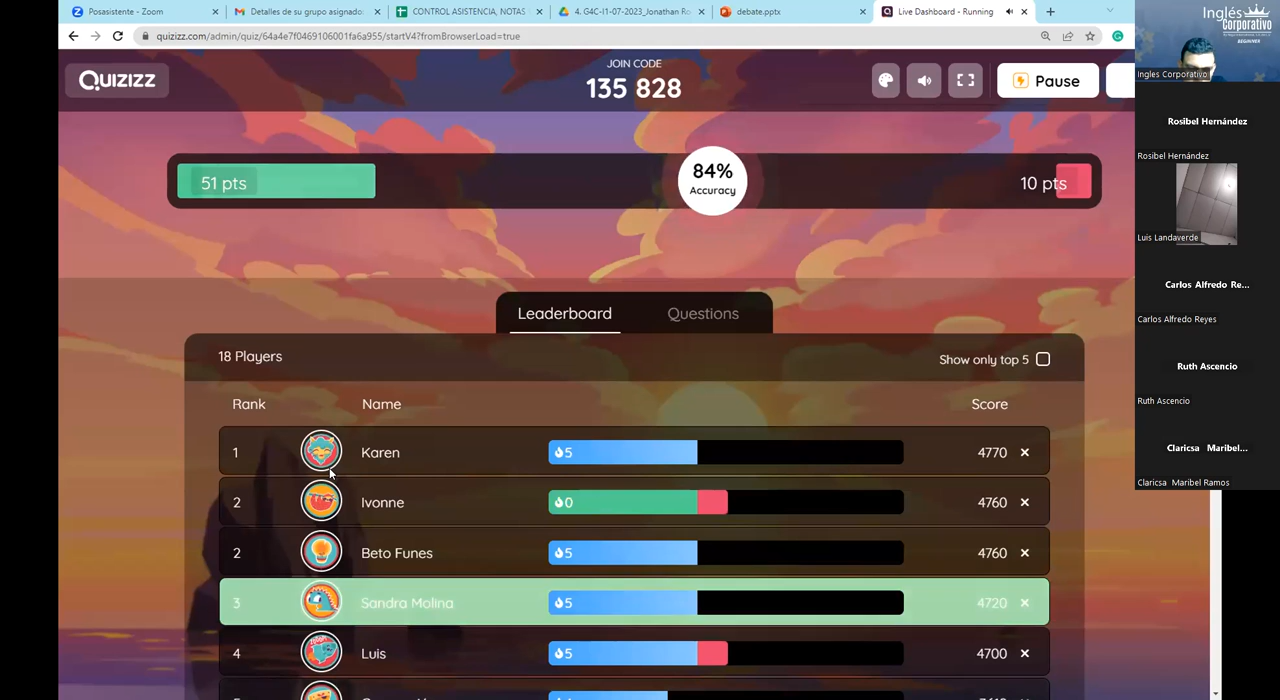 Posasistente - Zoom
Detalles de su grupo asignado
CONTROL ASISTENCIA, NOTAS
4. G4C-I1-07-2023_Jonathan Ro
debate.pptx
Live Dashboard - Running
quizizz.com/admin/quiz/64a4e7f0469106001fa6a955/startV4?fromBrowserLoad=true
Quizizz
JOIN CODE
135 828
Pause
51 pts
84%
Accuracy
10 pts
Leaderboard
Questions
18 Players
Show only top 5
Rank
Name
Score
1
Karen
5
4770
2
Ivonne
0
4760
2
Beto Funes
5
4760
3
Sandra Molina
5
4720
4
Luis
5
4700
Inglés
Corporativo
BEGINNER
Ingles Corporativo
Rosibel Hernández
Rosibel Hernández
Luis Landaverde
Carlos Alfredo Re...
Carlos Alfredo Reyes
Ruth Ascencio
Ruth Ascencio
Claricsa Maribel...
Claricsa Maribel Ramos